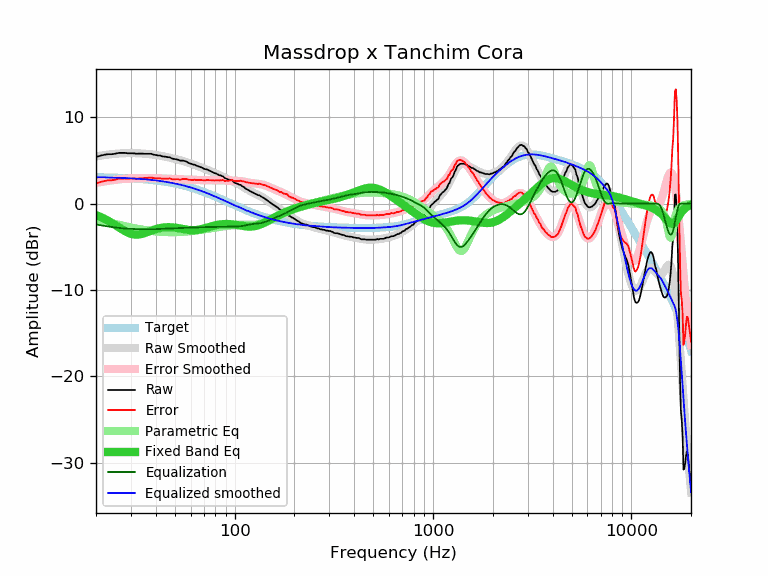 Massdrop x Tanchim Cora
Amplitude (dBr)
10
0
−10
−20
−30
Target
Raw Smoothed
Error Smoothed
Raw
Error
Parametric Eq
Fixed Band Eq
Equalization
Equalized smoothed
100
1000
10000
Frequency (Hz)